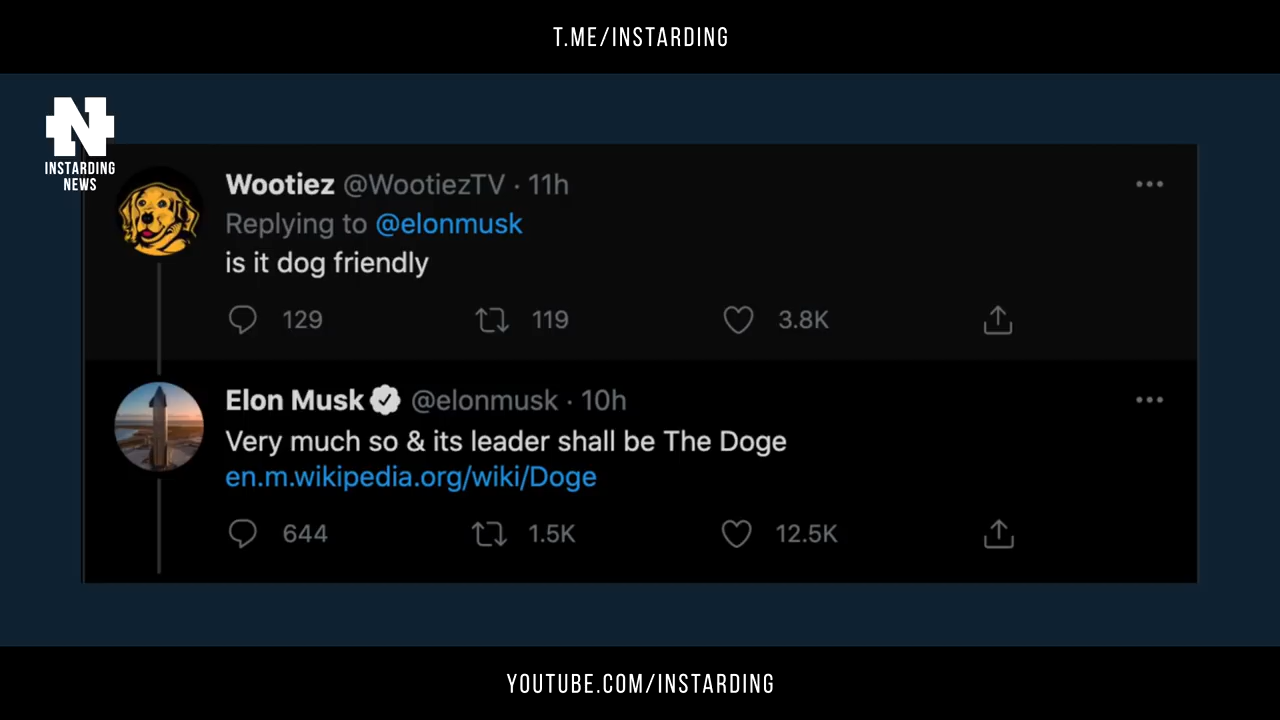 T.ME/INSTARDING
N
INSTARDING
NEWS
Wootiez @WootiezTV · 11h
Replying to @elonmusk
is it dog friendly
129 119 3.8K
Elon Musk @elonmusk · 10h
Very much so & its leader shall be The Doge
en.m.wikipedia.org/wiki/Doge
644 1.5K 12.5K
YOUTUBE.COM/INSTARDING